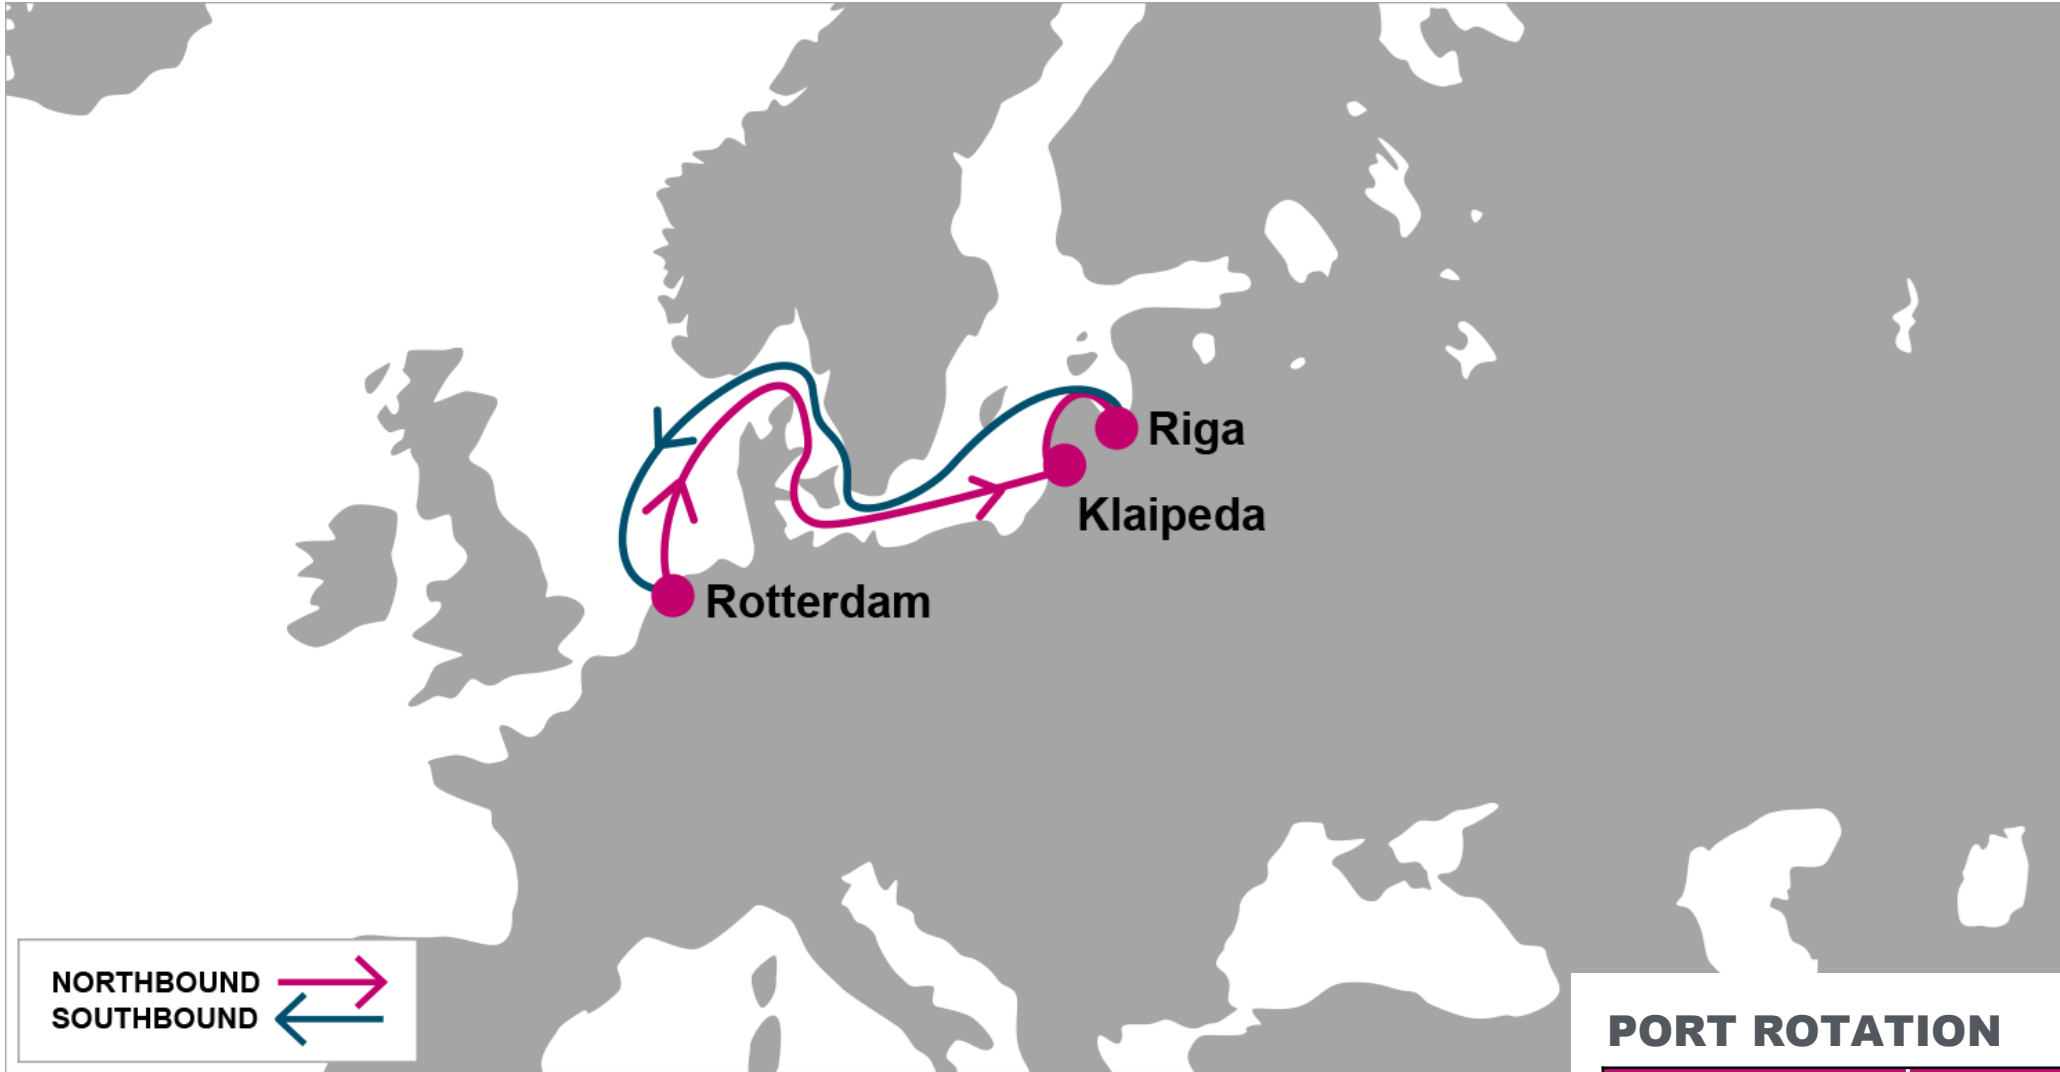 Riga
Klaipeda
Rotterdam
NORTHBOUND
SOUTHBOUND
PORT ROTATION